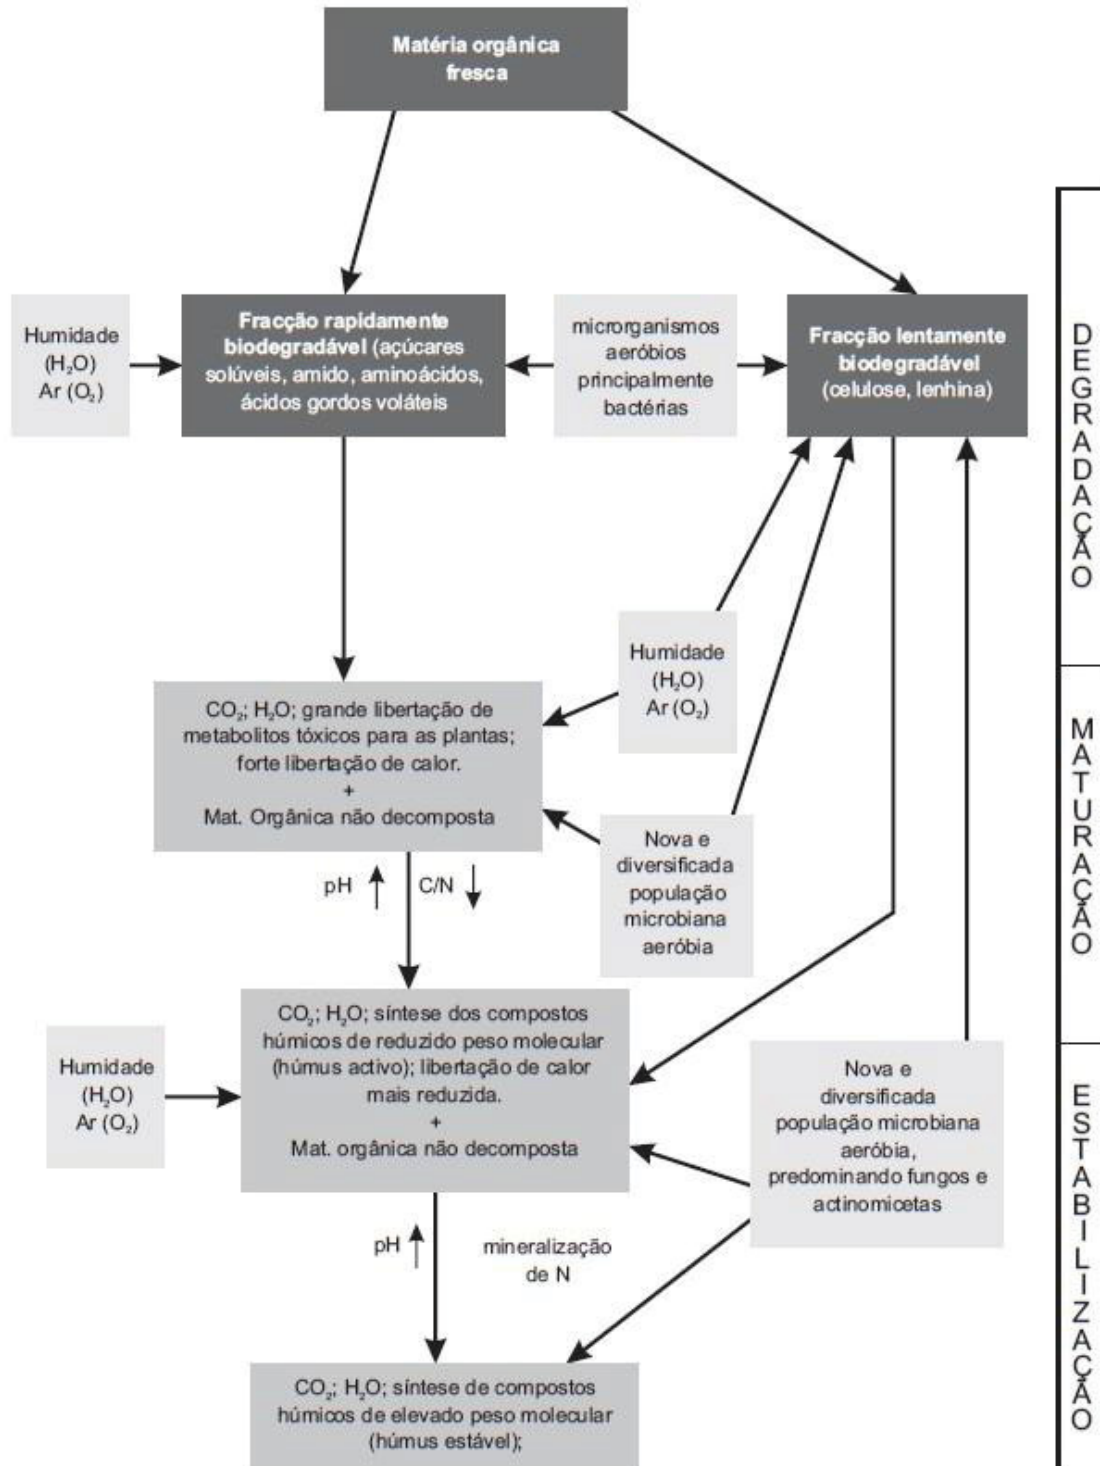 Matéria orgânica
fresca
Humidade
(H₂O)
Ar (O₂)
Fracção rapidamente
biodegradável (açúcares
solúveis, amido, aminoácidos,
ácidos gordos voláteis
microrganismos
aeróbios
principalmente
bactérias
Fracção lentamente
biodegradável
(celulose, lenhina)
DEGRADAÇÃO
Humidade
(H₂O)
Ar (O₂)
CO₂; H₂O; grande libertação de
metabolitos tóxicos para as plantas;
forte libertação de calor.
+
Mat. Orgânica não decomposta
MATURAÇÃO
Nova e
diversificada
população
microbiana
aeróbia
pH C/N
CO₂; H₂O; síntese dos compostos
húmicos de reduzido peso molecular
(húmus activo); libertação de calor
mais reduzida.
+
Mat. orgânica não decomposta
Humidade
(H₂O)
Ar (O₂)
Nova e
diversificada
população microbiana
aeróbia,
predominando fungos e
actinomicetas
ESTABILIZAÇÃO
pH
mineralização
de N
CO₂; H₂O; síntese de compostos
húmicos de elevado peso molecular
(húmus estável);